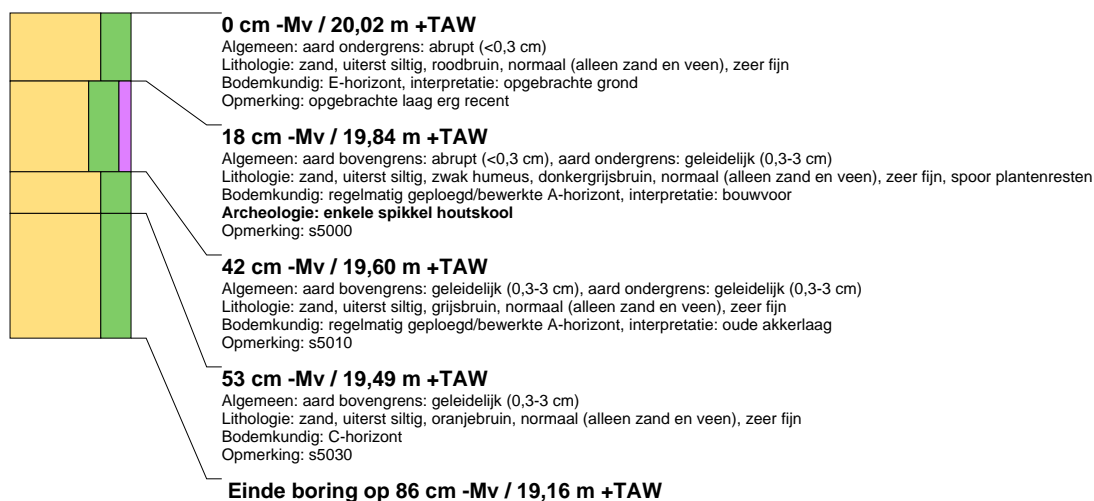 0 cm -Mv / 20,02 m +TAW
Algemeen: aard ondergrens: abrupt (<0,3 cm)
Lithologie: zand, uiterst siltig, roodbruin, normaal (alleen zand en veen), zeer fijn
Bodemkundig: E-horizont, interpretatie: opgebrachte grond
Opmerking: opgebrachte laag erg recent
18 cm -Mv / 19,84 m +TAW
Algemeen: aard bovengrens: abrupt (<0,3 cm), aard ondergrens: geleidelijk (0,3-3 cm)
Lithologie: zand, uiterst siltig, zwak humeus, donkergrijsbruin, normaal (alleen zand en veen), zeer fijn, spoor plantenresten
Bodemkundig: regelmatig geploegd/bewerkte A-horizont, interpretatie: bouwvoor
Archeologie: enkele spikkel houtskool
Opmerking: s5000
42 cm -Mv / 19,60 m +TAW
Algemeen: aard bovengrens: geleidelijk (0,3-3 cm), aard ondergrens: geleidelijk (0,3-3 cm)
Lithologie: zand, uiterst siltig, grijsbruin, normaal (alleen zand en veen), zeer fijn
Bodemkundig: regelmatig geploegd/bewerkte A-horizont, interpretatie: oude akkerlaag
Opmerking: s5010
53 cm -Mv / 19,49 m +TAW
Algemeen: aard bovengrens: geleidelijk (0,3-3 cm)
Lithologie: zand, uiterst siltig, oranjebruin, normaal (alleen zand en veen), zeer fijn
Bodemkundig: C-horizont
Opmerking: s5030
Einde boring op 86 cm -Mv / 19,16 m +TAW